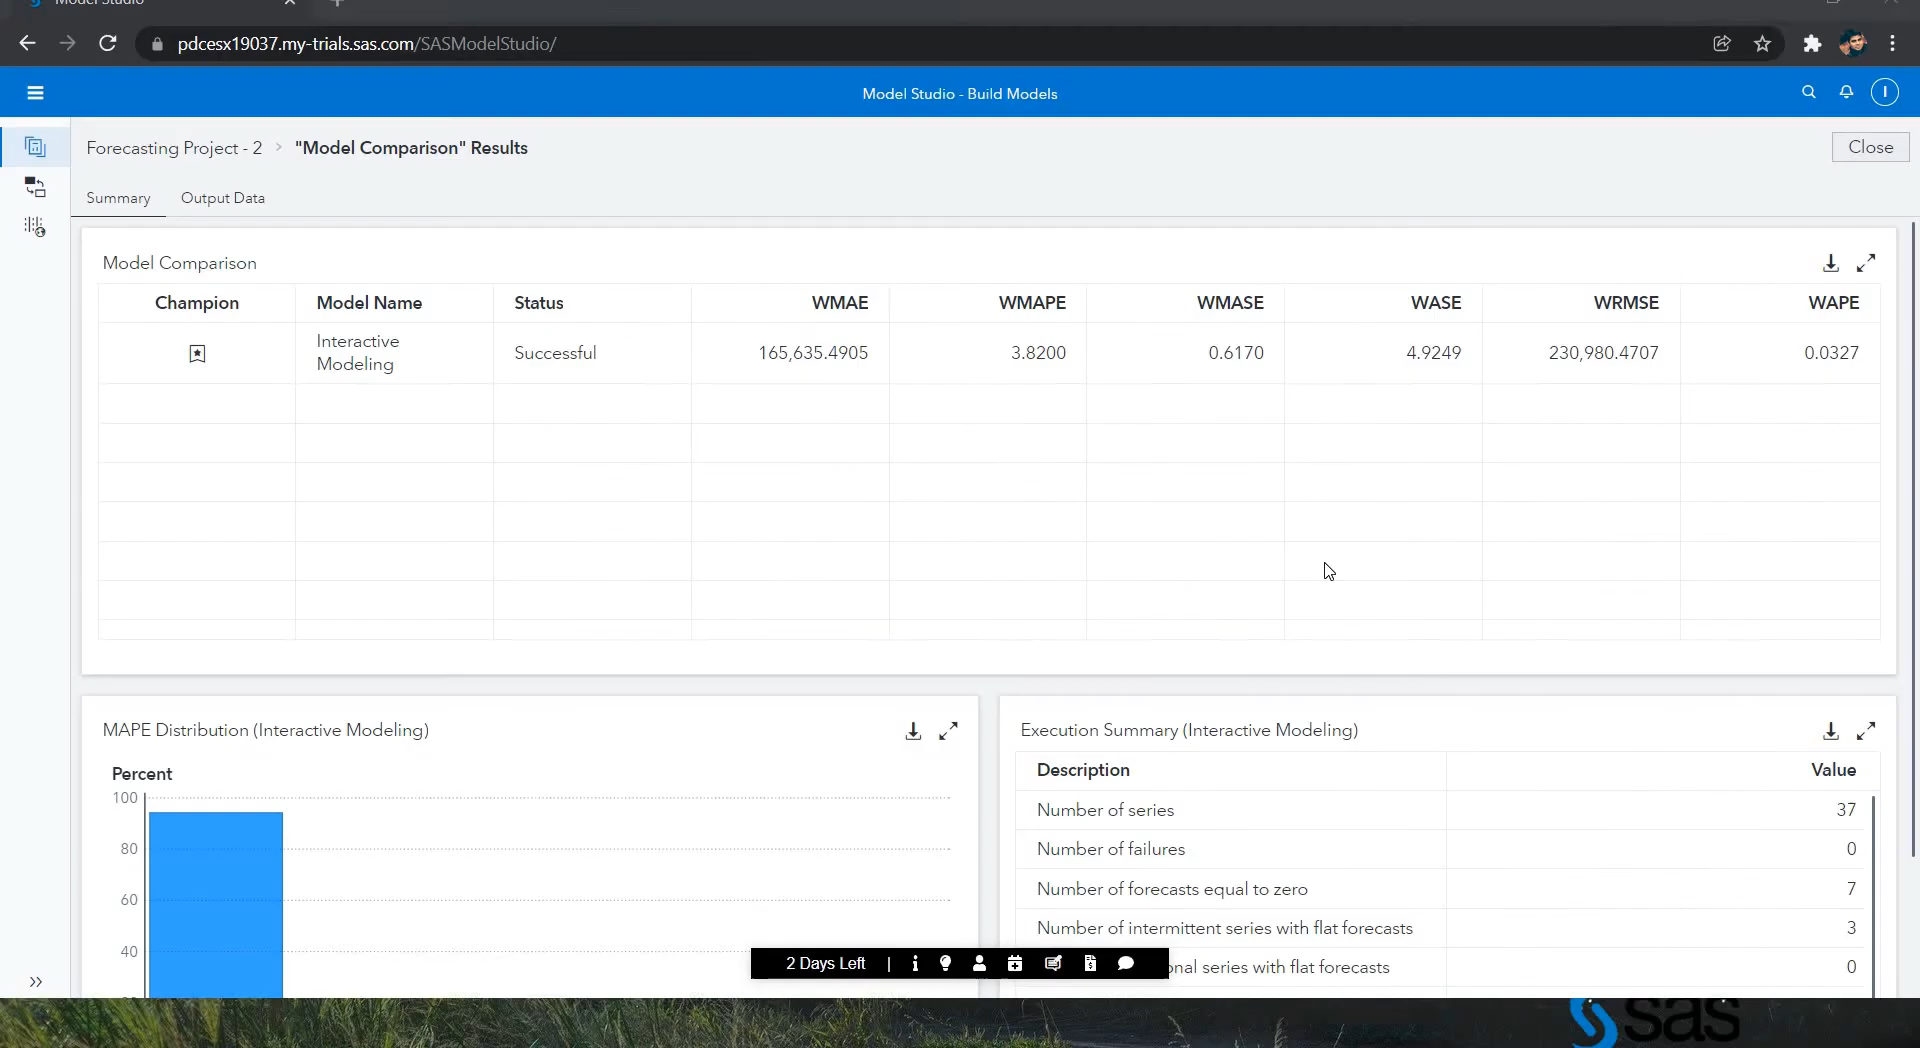 Model Studio
pdcesx19037.my-trials.sas.com/SASModelStudio/
Model Studio - Build Models
I
Forecasting Project - 2 > "Model Comparison" Results
Close
Summary Output Data
Model Comparison
Champion Model Name Status WMAE WMAPE WMASE WASE WRMSE WAPE
Interactive
Modeling Successful 165,635.4905 3.8200 0.6170 4.9249 230,980.4707 0.0327
MAPE Distribution (Interactive Modeling)
Percent
100
80
60
40
Execution Summary (Interactive Modeling)
Description Value
Number of series 37
Number of failures 0
Number of forecasts equal to zero 7
Number of intermittent series with flat forecasts 3
series with flat forecasts 0
2 Days Left |
sas